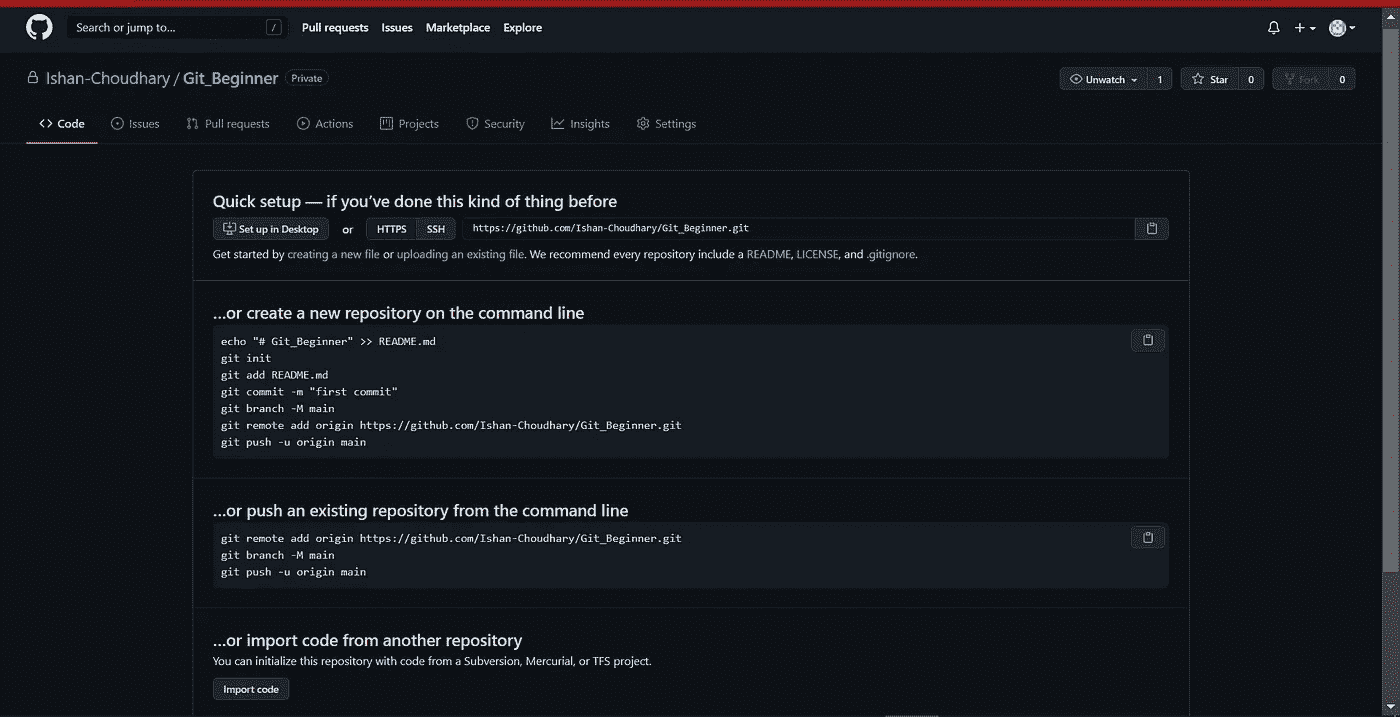 Search or jump to... /
Pull requests Issues Marketplace Explore
Ishan-Choudhary / Git_Beginner Private
Unwatch 1 Star 0 Fork 0
Code Issues Pull requests Actions Projects Security Insights Settings
Quick setup — if you've done this kind of thing before
Set up in Desktop or HTTPS SSH https://github.com/Ishan-Choudhary/Git_Beginner.git
Get started by creating a new file or uploading an existing file. We recommend every repository include a README, LICENSE, and .gitignore.
...or create a new repository on the command line
echo "# Git_Beginner" >> README.md
git init
git add README.md
git commit -m "first commit"
git branch -M main
git remote add origin https://github.com/Ishan-Choudhary/Git_Beginner.git
git push -u origin main
...or push an existing repository from the command line
git remote add origin https://github.com/Ishan-Choudhary/Git_Beginner.git
git branch -M main
git push -u origin main
...or import code from another repository
You can initialize this repository with code from a Subversion, Mercurial, or TFS project.
Import code